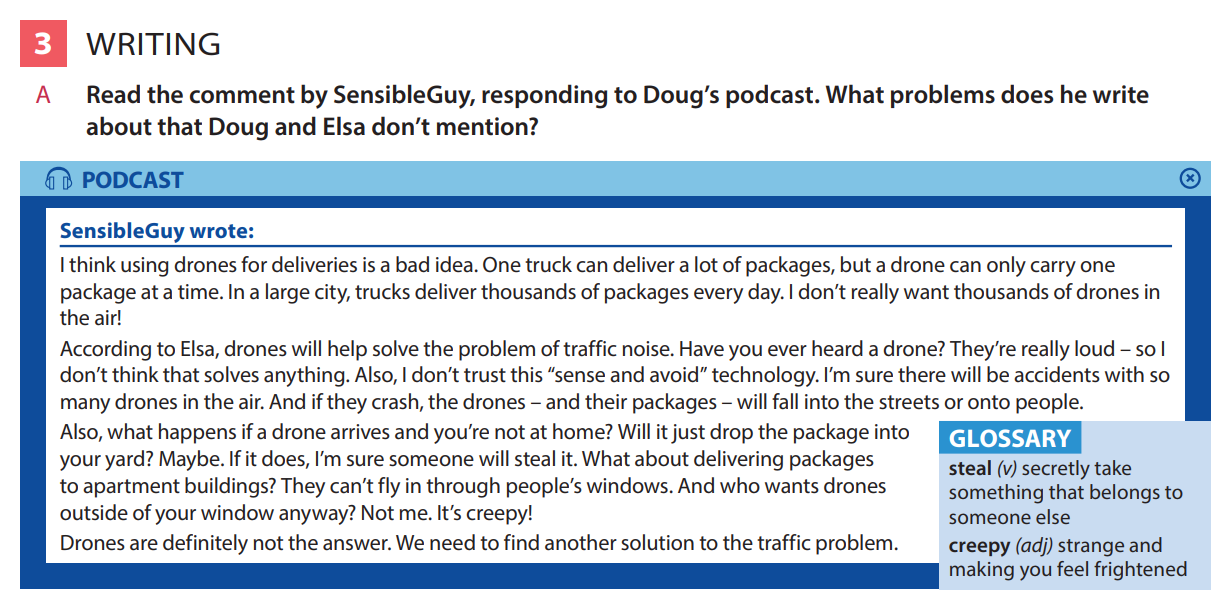 3 WRITING
A Read the comment by SensibleGuy, responding to Doug’s podcast. What problems does he write
about that Doug and Elsa don’t mention?
PODCAST
SensibleGuy wrote:
I think using drones for deliveries is a bad idea. One truck can deliver a lot of packages, but a drone can only carry one
package at a time. In a large city, trucks deliver thousands of packages every day. I don’t really want thousands of drones in
the air!
According to Elsa, drones will help solve the problem of traffic noise. Have you ever heard a drone? They’re really loud – so I
don’t think that solves anything. Also, I don’t trust this “sense and avoid” technology. I’m sure there will be accidents with so
many drones in the air. And if they crash, the drones – and their packages – will fall into the streets or onto people.
Also, what happens if a drone arrives and you’re not at home? Will it just drop the package into
your yard? Maybe. If it does, I’m sure someone will steal it. What about delivering packages
to apartment buildings? They can’t fly in through people’s windows. And who wants drones
outside of your window anyway? Not me. It’s creepy!
Drones are definitely not the answer. We need to find another solution to the traffic problem.
GLOSSARY
steal (v) secretly take
something that belongs to
someone else
creepy (adj) strange and
making you feel frightened